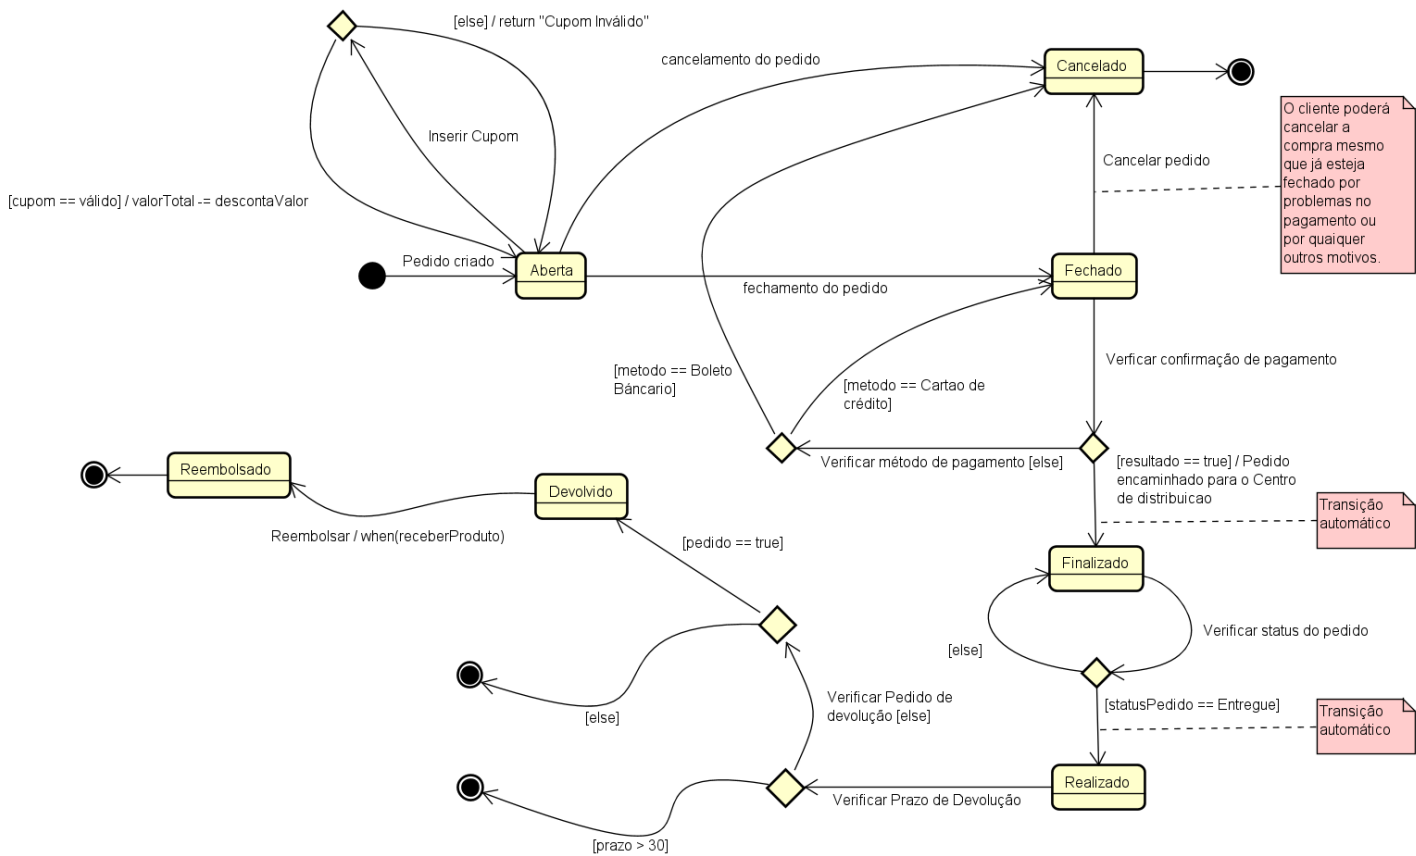 [else] / return "Cupom Inválido"
cancelamento do pedido
Cancelado
O cliente poderá
cancelar a
compra mesmo
que já esteja
fechado por
problemas no
pagamento ou
por quaiquer
outros motivos.
Inserir Cupom
Cancelar pedido
[cupom == válido] / valorTotal -= descontaValor
Pedido criado
Aberta
fechamento do pedido
Fechado
Verficar confirmação de pagamento
[metodo == Boleto
Báncario]
[metodo == Cartao de
crédito]
Verificar método de pagamento [else]
[resultado == true] / Pedido
encaminhado para o Centro
de distribuicao
Transição
automático
Reembolsado
Devolvido
Reembolsar / when(receberProduto)
[pedido == true]
Finalizado
Verificar status do pedido
[else]
[else]
Verificar Pedido de
devolução [else]
[statusPedido == Entregue]
Transição
automático
Realizado
Verificar Prazo de Devolução
[prazo > 30]